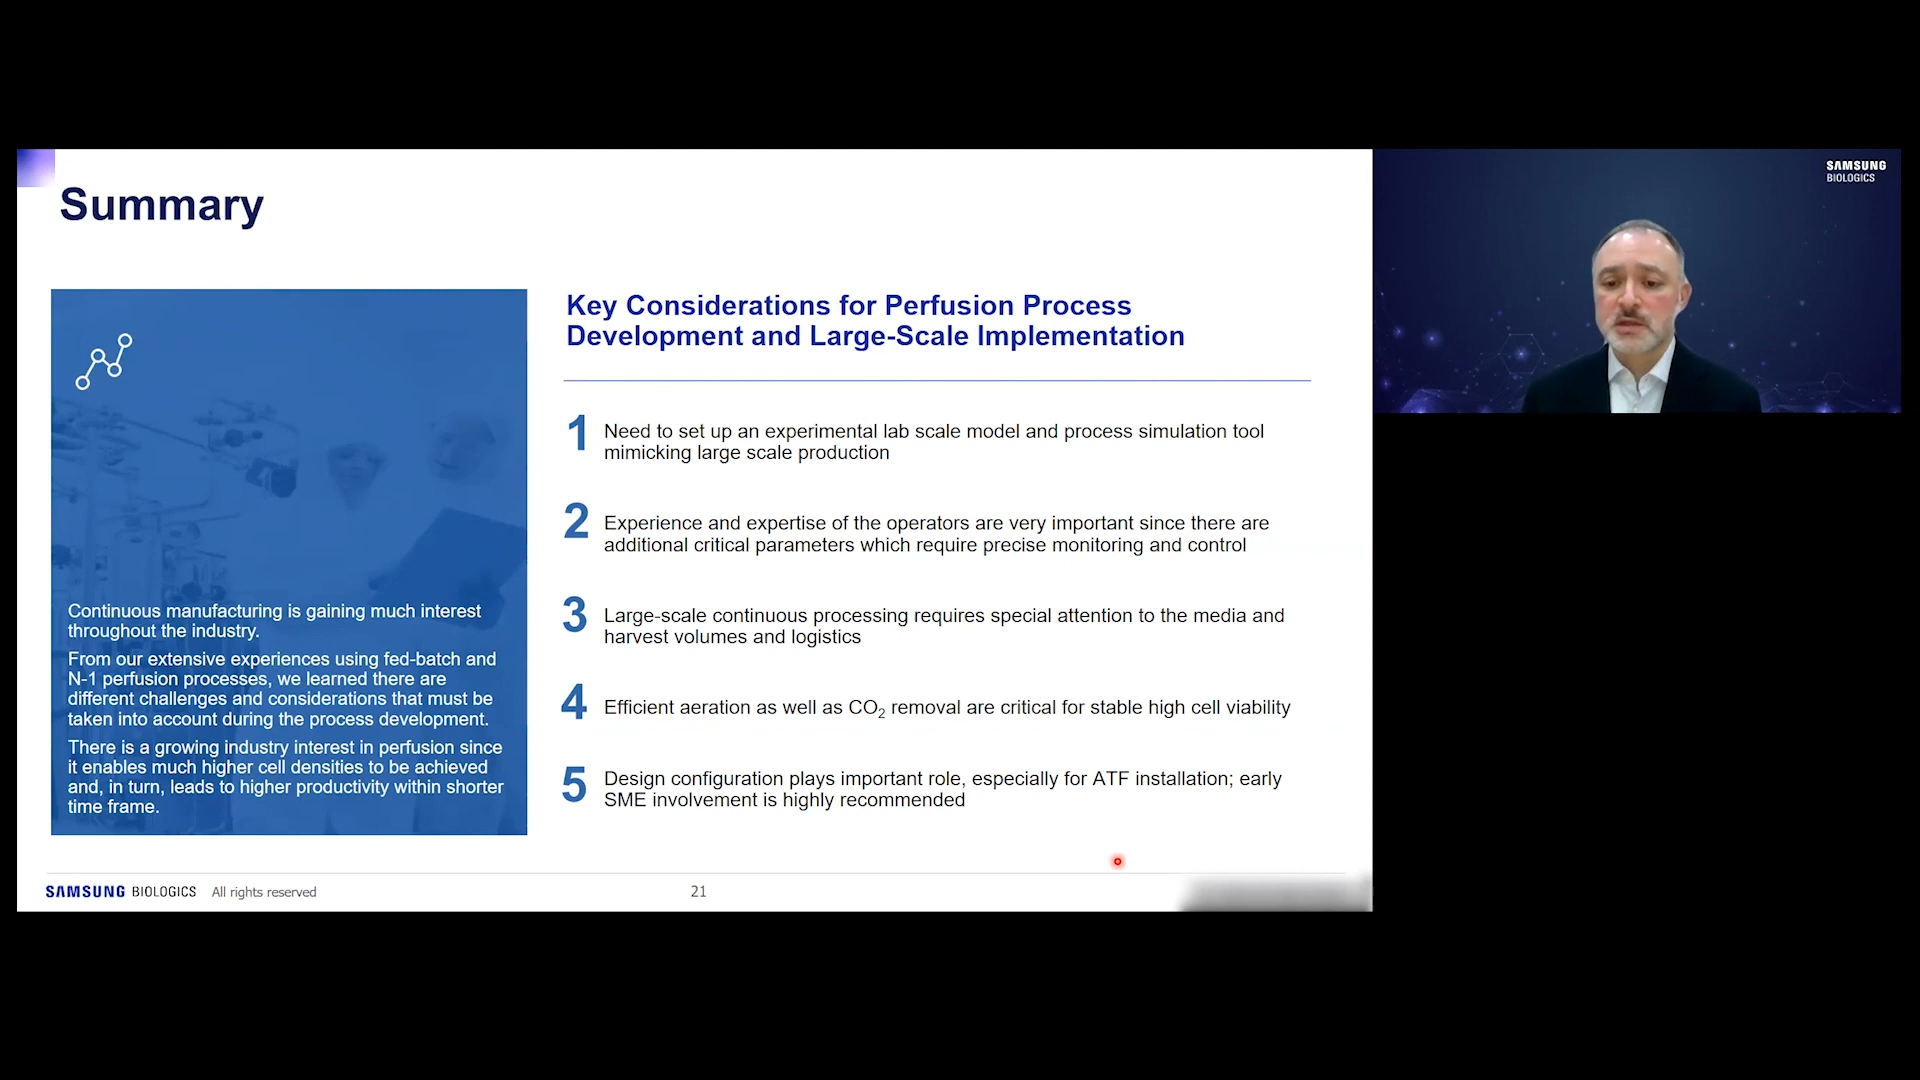 Summary
Continuous manufacturing is gaining much interest
throughout the industry.
From our extensive experiences using fed-batch and
N-1 perfusion processes, we learned there are
different challenges and considerations that must be
taken into account during the process development.
There is a growing industry interest in perfusion since
it enables much higher cell densities to be achieved
and, in turn, leads to higher productivity within shorter
time frame.
Key Considerations for Perfusion Process
Development and Large-Scale Implementation
1 Need to set up an experimental lab scale model and process simulation tool
mimicking large scale production
2 Experience and expertise of the operators are very important since there are
additional critical parameters which require precise monitoring and control
3 Large-scale continuous processing requires special attention to the media and
harvest volumes and logistics
4 Efficient aeration as well as CO₂ removal are critical for stable high cell viability
5 Design configuration plays important role, especially for ATF installation; early
SME involvement is highly recommended
SAMSUNG BIOLOGICS All rights reserved 21
SAMSUNG
BIOLOGICS